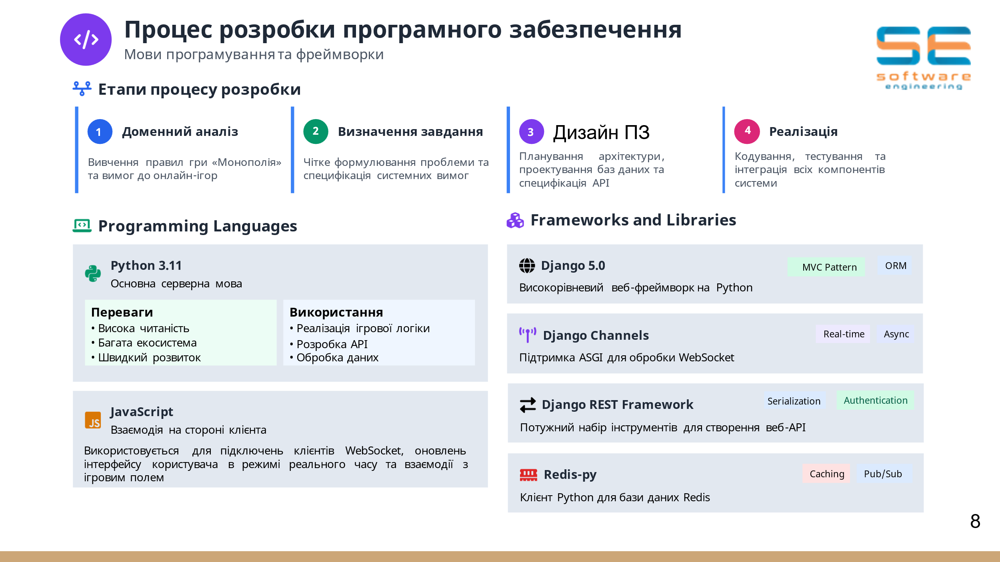 Процес розробки програмного забезпечення
Мови програмування та фреймворки
SE
software
engineering
Етапи процесу розробки
1
Доменний аналіз
Вивчення правил гри «Монополія»
та вимог до онлайн-ігор
2
Визначення завдання
Чітке формулювання проблеми та
специфікація системних вимог
3
Дизайн ПЗ
Планування архітектури,
проектування баз даних та
специфікація API
4
Реалізація
Кодування, тестування та
інтеграція всіх компонентів
системи
Programming Languages
Python 3.11
Основна серверна мова
Переваги
• Висока читаність
• Багата екосистема
• Швидкий розвиток
Використання
• Реалізація ігрової логіки
• Розробка API
• Обробка даних
JS
JavaScript
Взаємодія на стороні клієнта
Використовується для підключень клієнтів WebSocket, оновлень
інтерфейсу користувача в режимі реального часу та взаємодії з
ігровим полем
Frameworks and Libraries
Django 5.0
MVC Pattern
ORM
Високорівневий веб-фреймворк на Python
Django Channels
Real-time
Async
Підтримка ASGI для обробки WebSocket
Django REST Framework
Serialization
Authentication
Потужний набір інструментів для створення веб-API
Redis-py
Caching
Pub/Sub
Клієнт Python для бази даних Redis
8